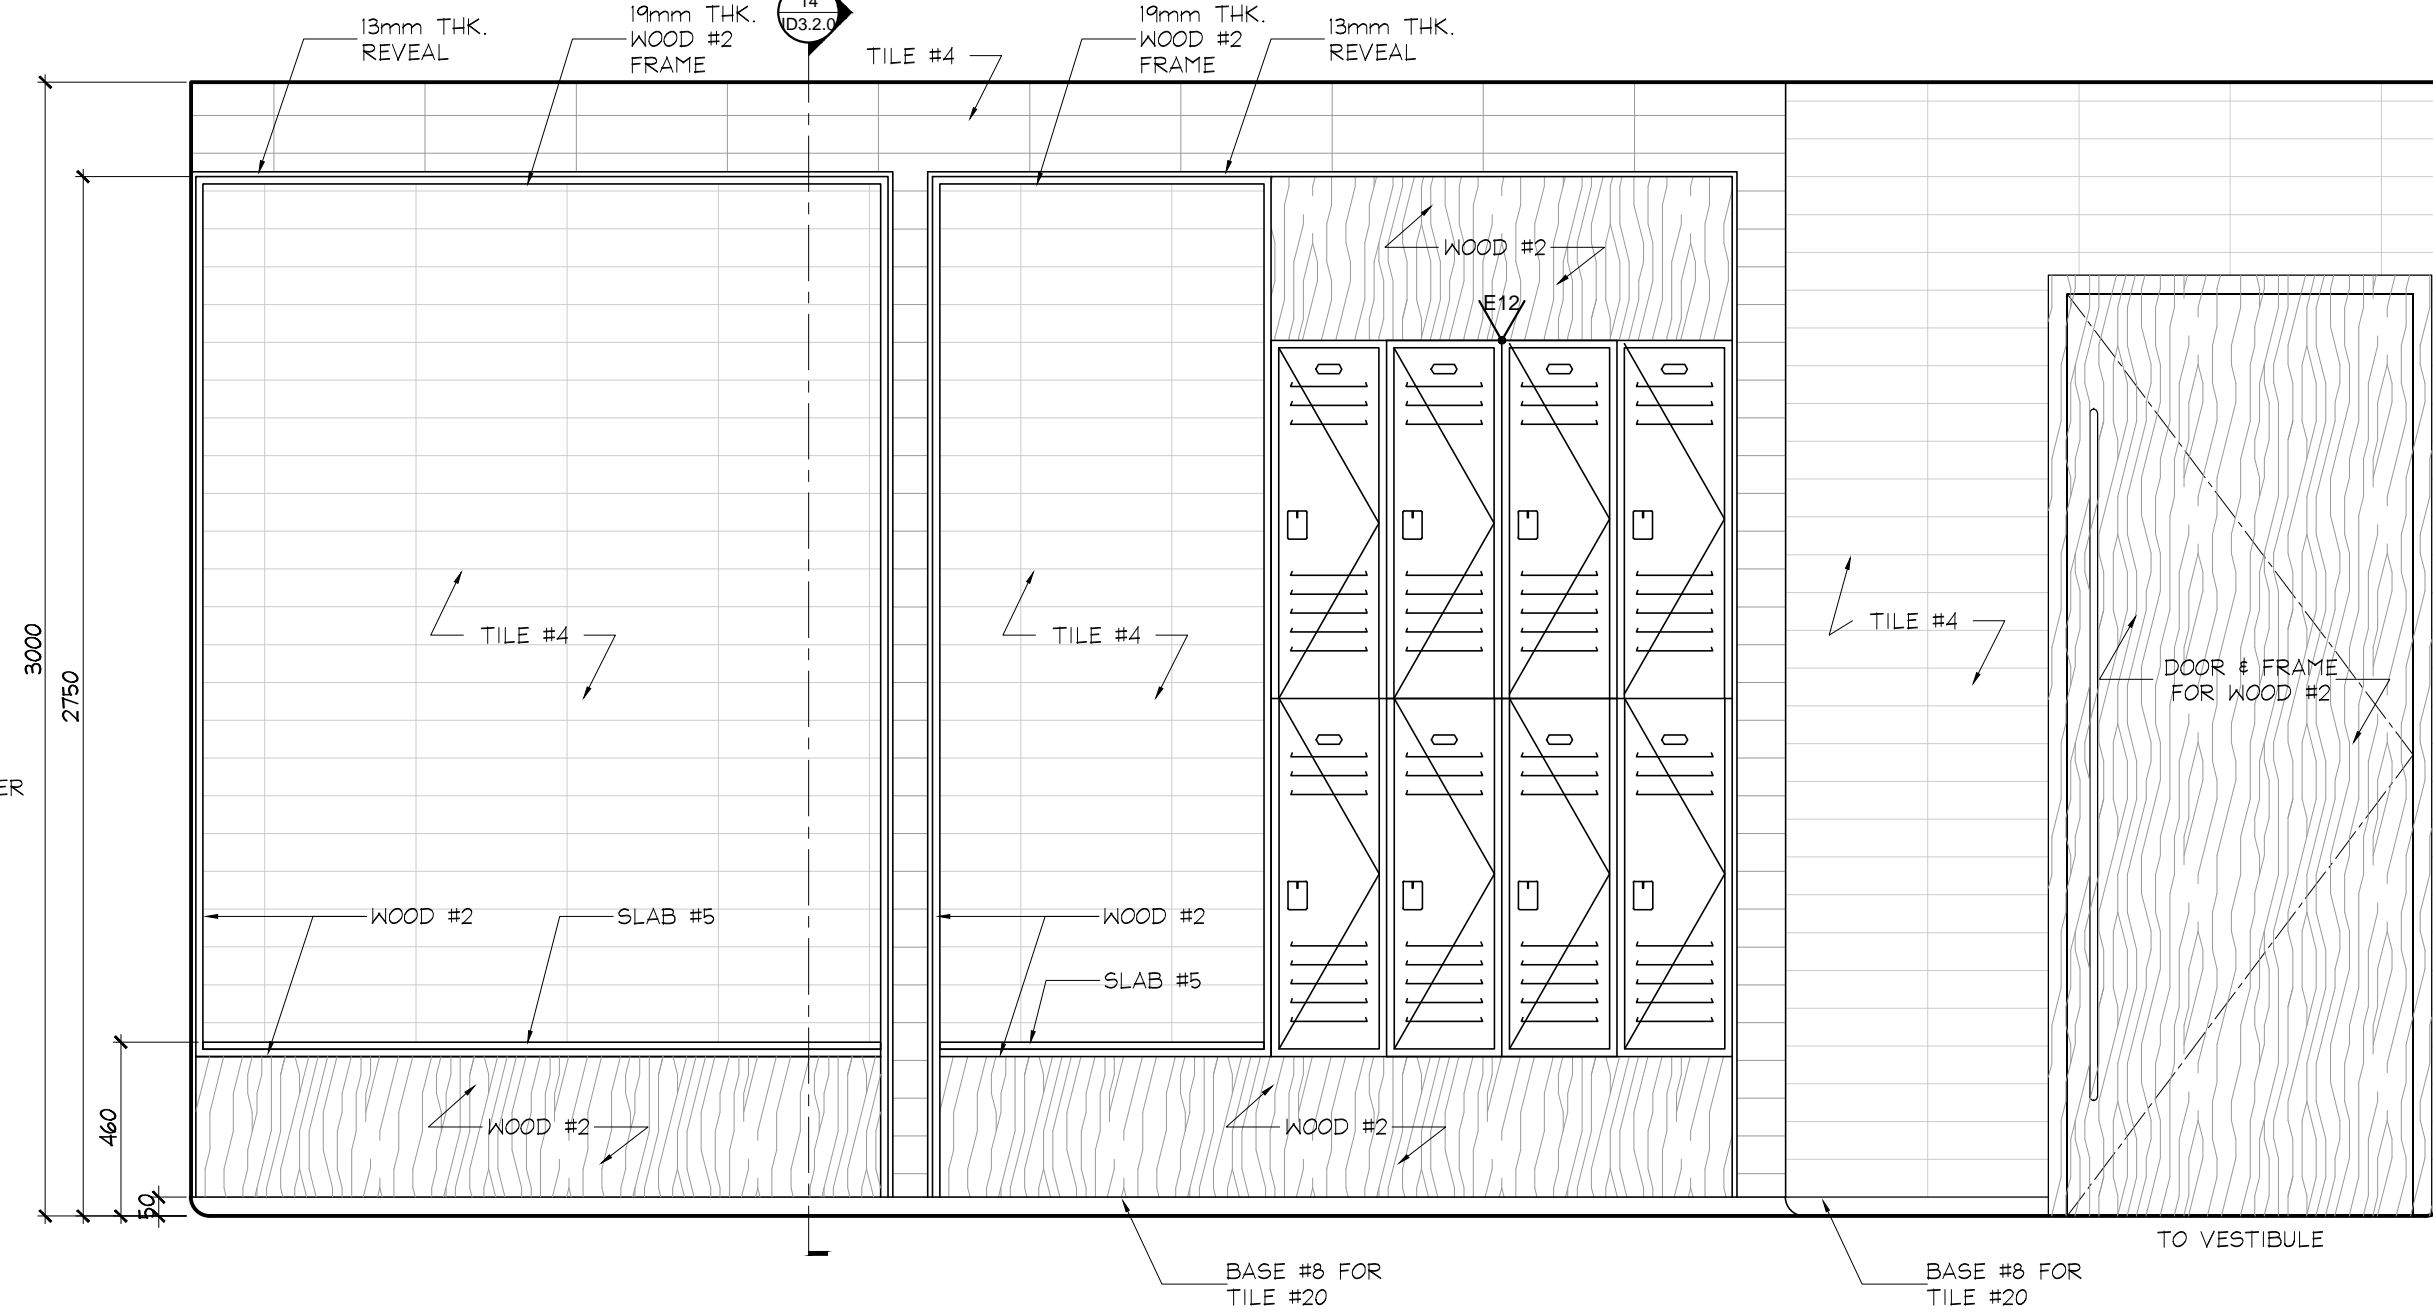 14
ID3.2.0
13mm THK.
REVEAL
19mm THK.
WOOD #2
FRAME
TILE #4
19mm THK.
WOOD #2
FRAME
13mm THK.
REVEAL
WOOD #2
E12
3000
2750
TILE #4
TILE #4
TILE #4
DOOR & FRAME
FOR WOOD #2
ER
WOOD #2
SLAB #5
WOOD #2
SLAB #5
460
WOOD #2
WOOD #2
50
TO VESTIBULE
BASE #8 FOR
TILE #20
BASE #8 FOR
TILE #20